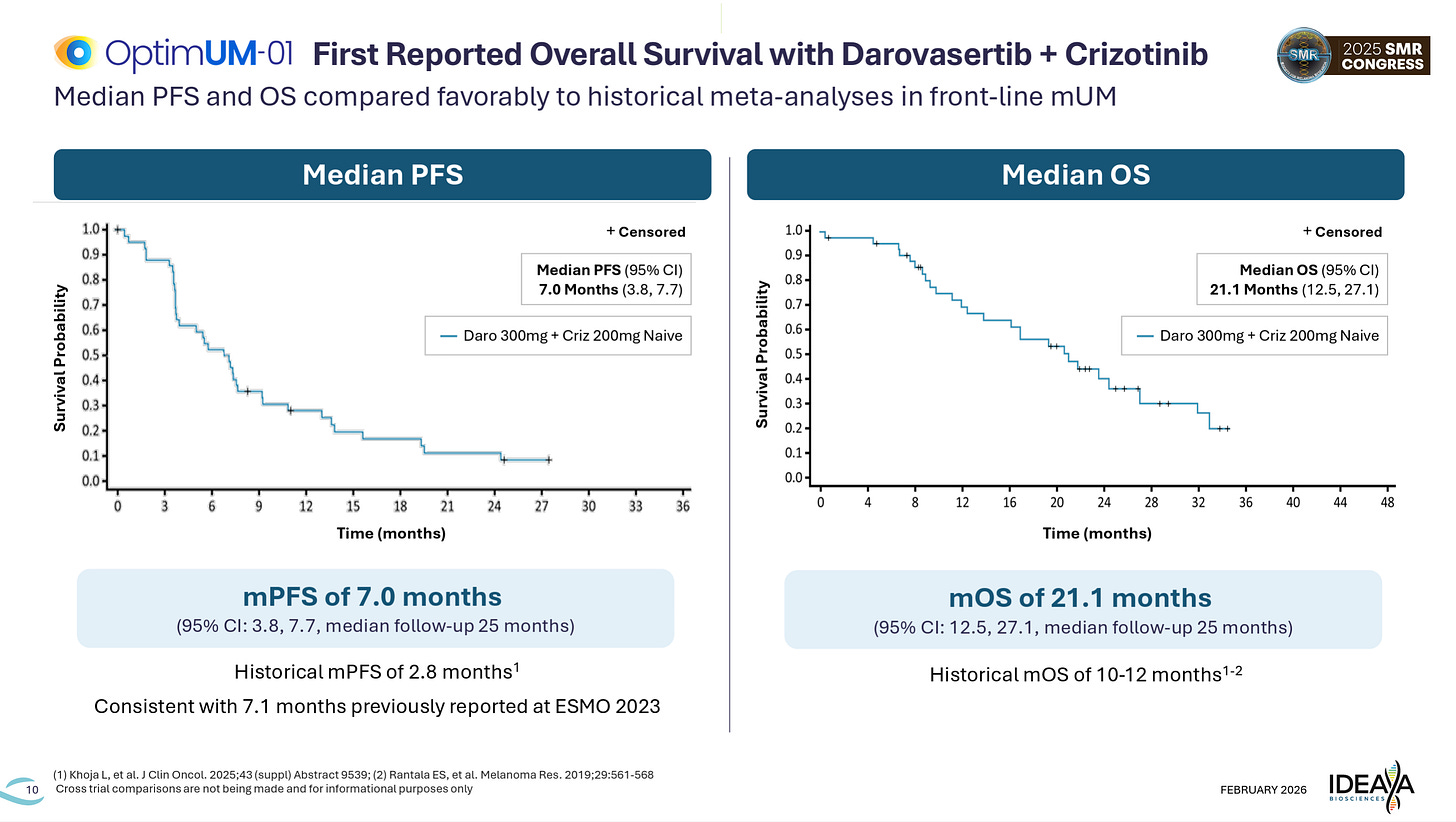 OptimUM-01 First Reported Overall Survival with Darovasertib + Crizotinib
SMR
2025 SMR
CONGRESS
Median PFS and OS compared favorably to historical meta-analyses in front-line mUM
Median PFS
+ Censored
Median PFS (95% CI)
7.0 Months (3.8, 7.7)
Daro 300mg + Criz 200mg Naive
Survival Probability
1.0
0.9
0.8
0.7
0.6
0.5
0.4
0.3
0.2
0.1
0.0
0 3 6 9 12 15 18 21 24 27 30 33 36
Time (months)
mPFS of 7.0 months
(95% CI: 3.8, 7.7, median follow-up 25 months)
Historical mPFS of 2.8 months¹
Consistent with 7.1 months previously reported at ESMO 2023
Median OS
+ Censored
Median OS (95% CI)
21.1 Months (12.5, 27.1)
Daro 300mg + Criz 200mg Naive
Survival Probability
1.0
0.9
0.8
0.7
0.6
0.5
0.4
0.3
0.2
0.1
0.0
0 4 8 12 16 20 24 28 32 36 40 44 48
Time (months)
mOS of 21.1 months
(95% CI: 12.5, 27.1, median follow-up 25 months)
Historical mOS of 10-12 months¹⁻²
(1) Khoja L, et al. J Clin Oncol. 2025;43 (suppl) Abstract 9539; (2) Rantala ES, et al. Melanoma Res. 2019;29:561-568
Cross trial comparisons are not being made and for informational purposes only
10
FEBRUARY 2026
IDEAYA
BIOSCIENCES